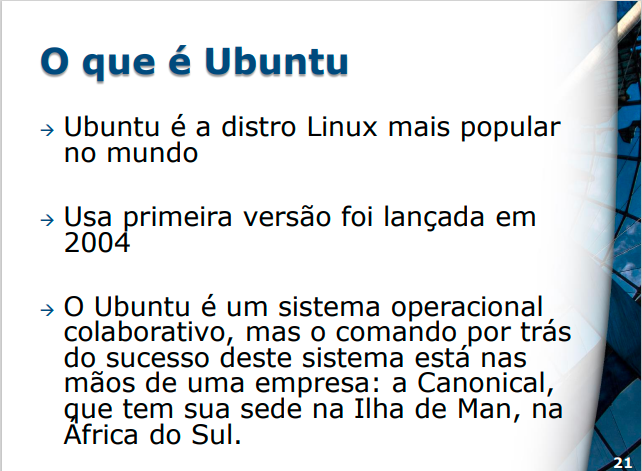 O que é Ubuntu
→ Ubuntu é a distro Linux mais popular
no mundo
→ Usa primeira versão foi lançada em
2004
→ O Ubuntu é um sistema operacional
colaborativo, mas o comando por trás
do sucesso deste sistema está nas
mãos de uma empresa: a Canonical,
que tem sua sede na Ilha de Man, na
África do Sul.
21